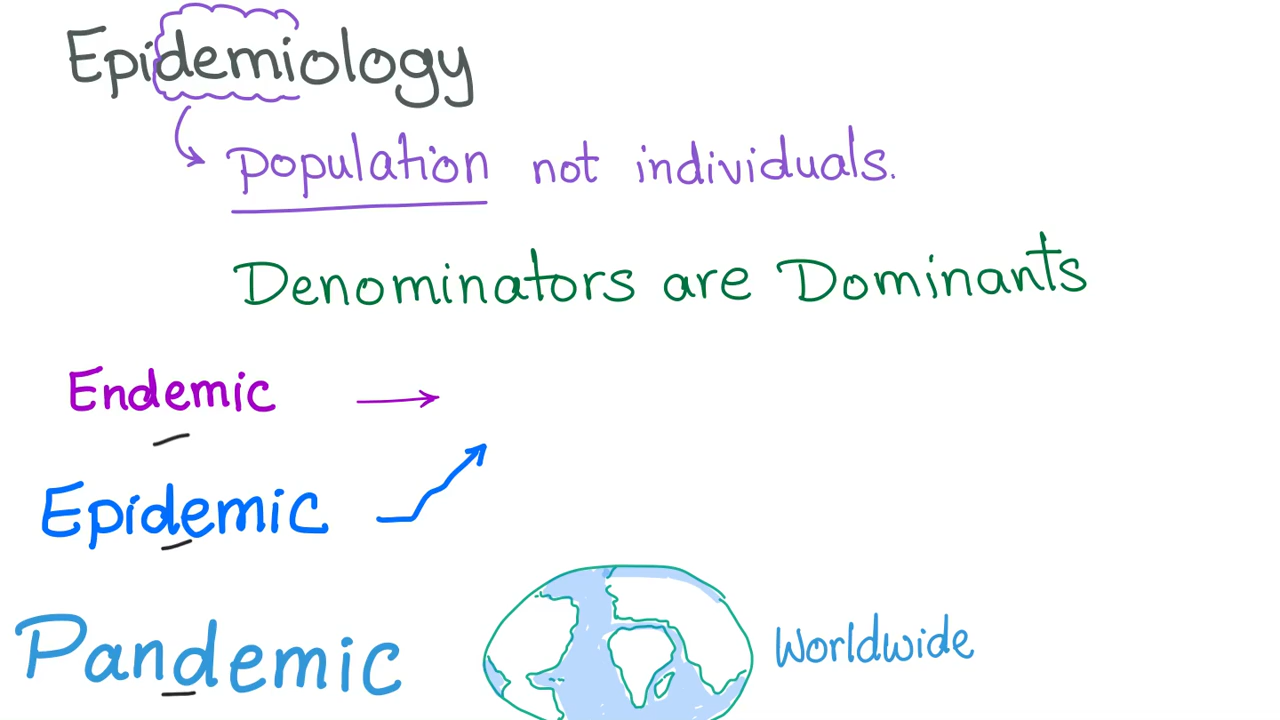 Epidemiology
population not individuals.
Denominators are Dominants
Endemic
Epidemic
Pandemic
Worldwide